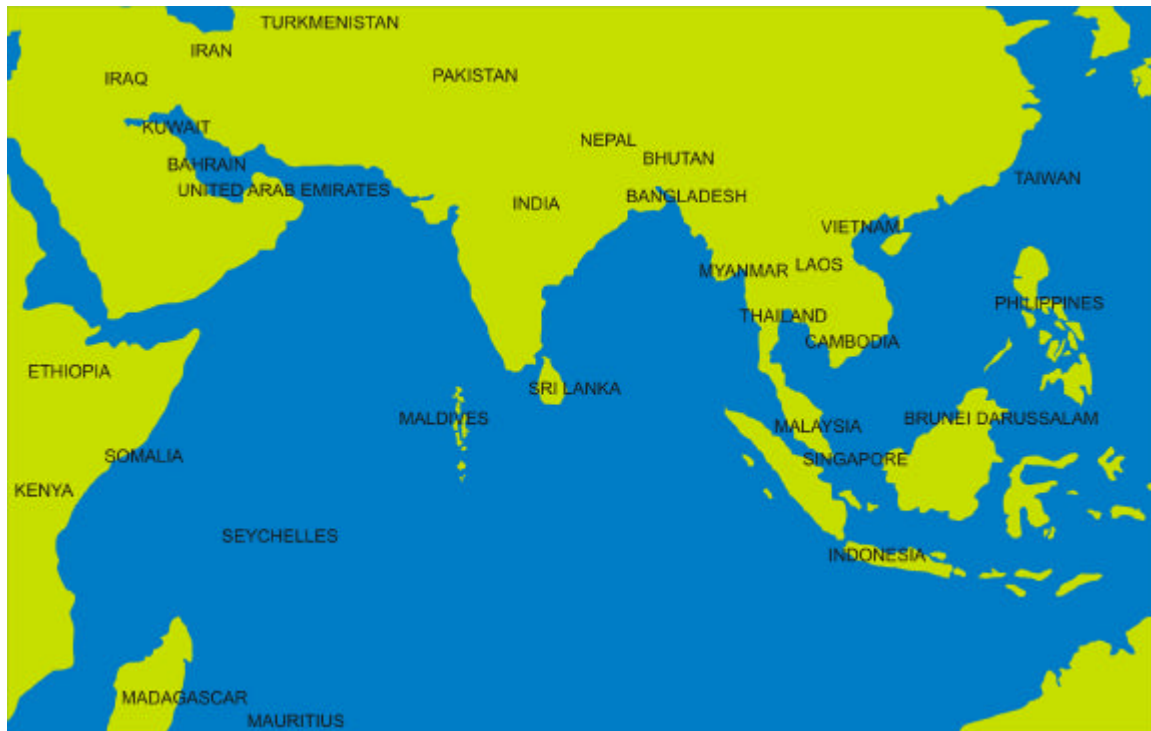 TURKMENISTAN
IRAN
IRAQ
PAKISTAN
KUWAIT
NEPAL
BHUTAN
BAHRAIN
TAIWAN
UNITED ARAB EMIRATES
BANGLADESH
INDIA
VIETNAM
LAOS
MYANMAR
PHILIPPINES
THAILAND
CAMBODIA
ETHIOPIA
SRI LANKA
MALDIVES
BRUNEI DARUSSALAM
MALAYSIA
SOMALIA
SINGAPORE
KENYA
SEYCHELLES
INDONESIA
MADAGASCAR
MAURITIUS